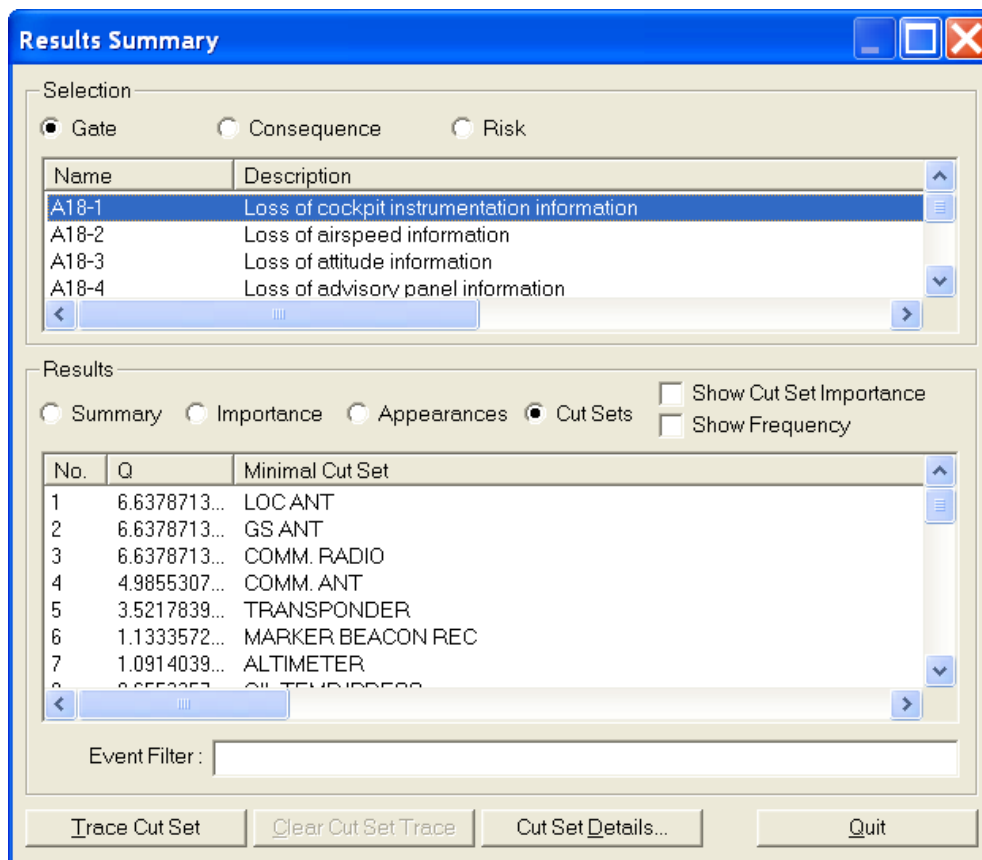 Results Summary
Selection
Gate Consequence Risk
Name Description
A18-1 Loss of cockpit instrumentation information
A18-2 Loss of airspeed information
A18-3 Loss of attitude information
A18-4 Loss of advisory panel information
Results
Summary Importance Appearances Cut Sets
Show Cut Set Importance
Show Frequency
No. Q Minimal Cut Set
1 6.6378713... LOC ANT
2 6.6378713... GS ANT
3 6.6378713... COMM. RADIO
4 4.9855307... COMM. ANT
5 3.5217839... TRANSPONDER
6 1.1333572... MARKER BEACON REC
7 1.0914039... ALTIMETER
Event Filter :
Trace Cut Set Clear Cut Set Trace Cut Set Details... Quit